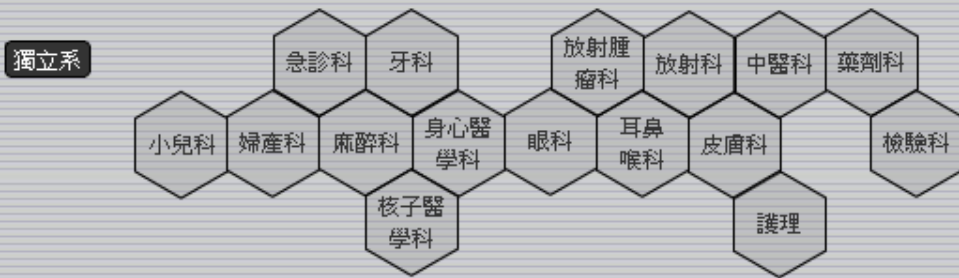 獨立系
急診科
牙科
放射腫
瘤科
放射科
中醫科
藥劑科
小兒科
婦產科
麻醉科
身心醫
學科
眼科
耳鼻
喉科
皮膚科
檢驗科
核子醫
學科
護理